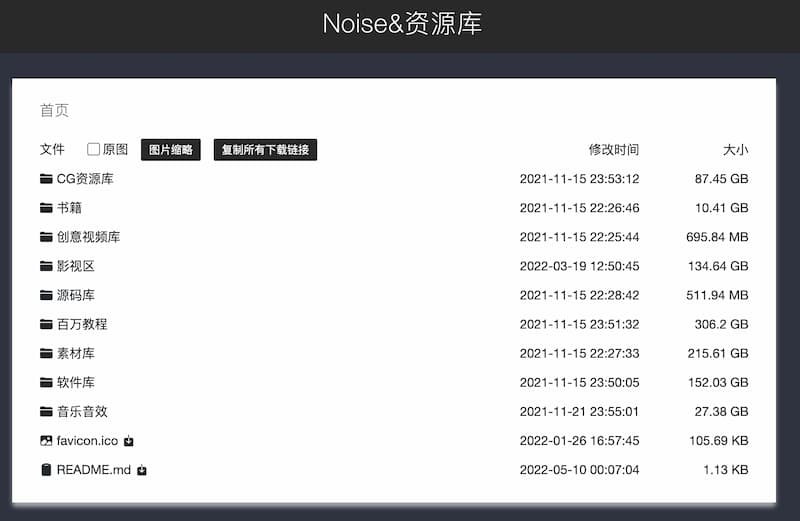 Noise&资源库
首页
文件 原图 图片缩略 复制所有下载链接 修改时间 大小
CG资源库 2021-11-15 23:53:12 87.45 GB
书籍 2021-11-15 22:26:46 10.41 GB
创意视频库 2021-11-15 22:25:44 695.84 MB
影视区 2022-03-19 12:50:45 134.64 GB
源码库 2021-11-15 22:28:42 511.94 MB
百万教程 2021-11-15 23:51:32 306.2 GB
素材库 2021-11-15 22:27:33 215.61 GB
软件库 2021-11-15 23:50:05 152.03 GB
音乐音效 2021-11-21 23:55:01 27.38 GB
favicon.ico 2022-01-26 16:57:45 105.69 KB
README.md 2022-05-10 00:07:04 1.13 KB